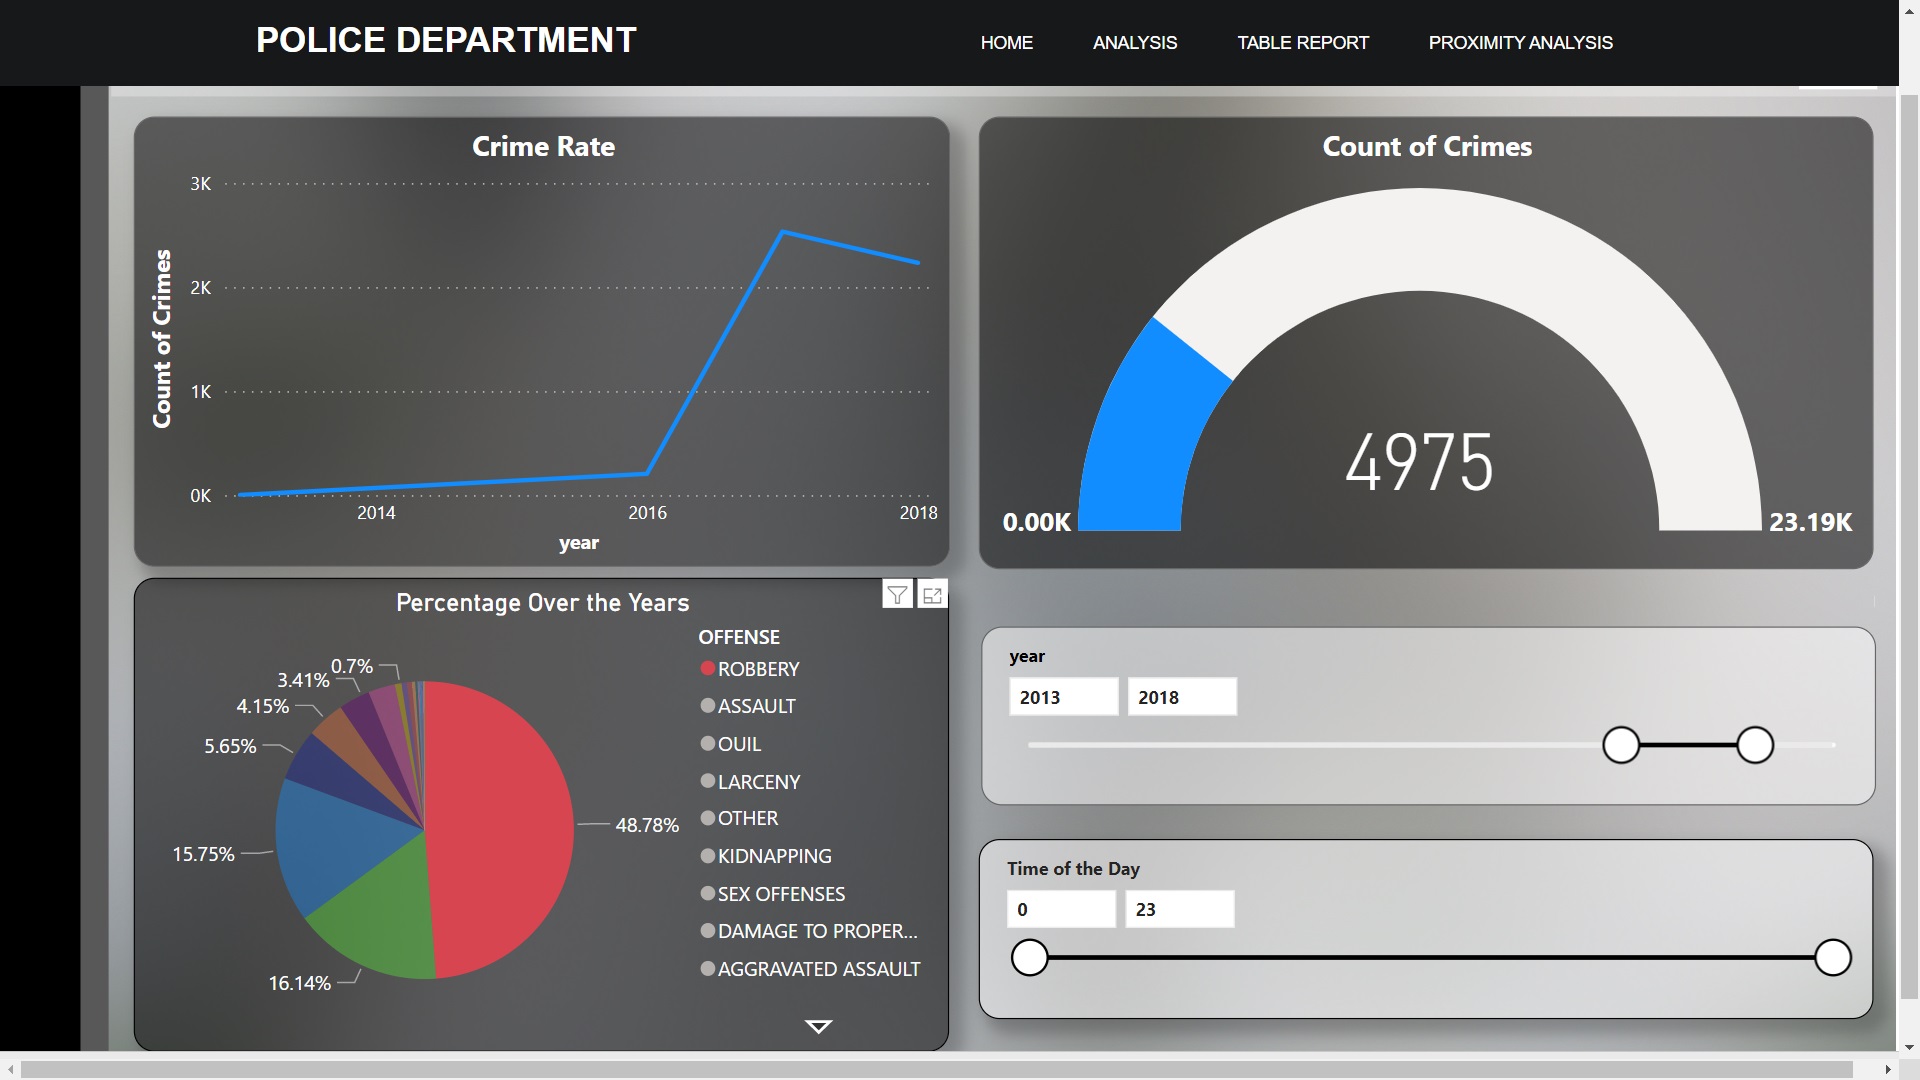 POLICE DEPARTMENT
HOME
ANALYSIS
TABLE REPORT
PROXIMITY ANALYSIS
Crime Rate
Count of Crimes
3K
2K
1K
0K
2014
2016
2018
year
Count of Crimes
4975
0.00K
23.19K
Percentage Over the Years
0.7%
3.41%
4.15%
5.65%
15.75%
16.14%
48.78%
OFFENSE
ROBBERY
ASSAULT
OUIL
LARCENY
OTHER
KIDNAPPING
SEX OFFENSES
DAMAGE TO PROPER...
AGGRAVATED ASSAULT
year
2013
2018
Time of the Day
0
23